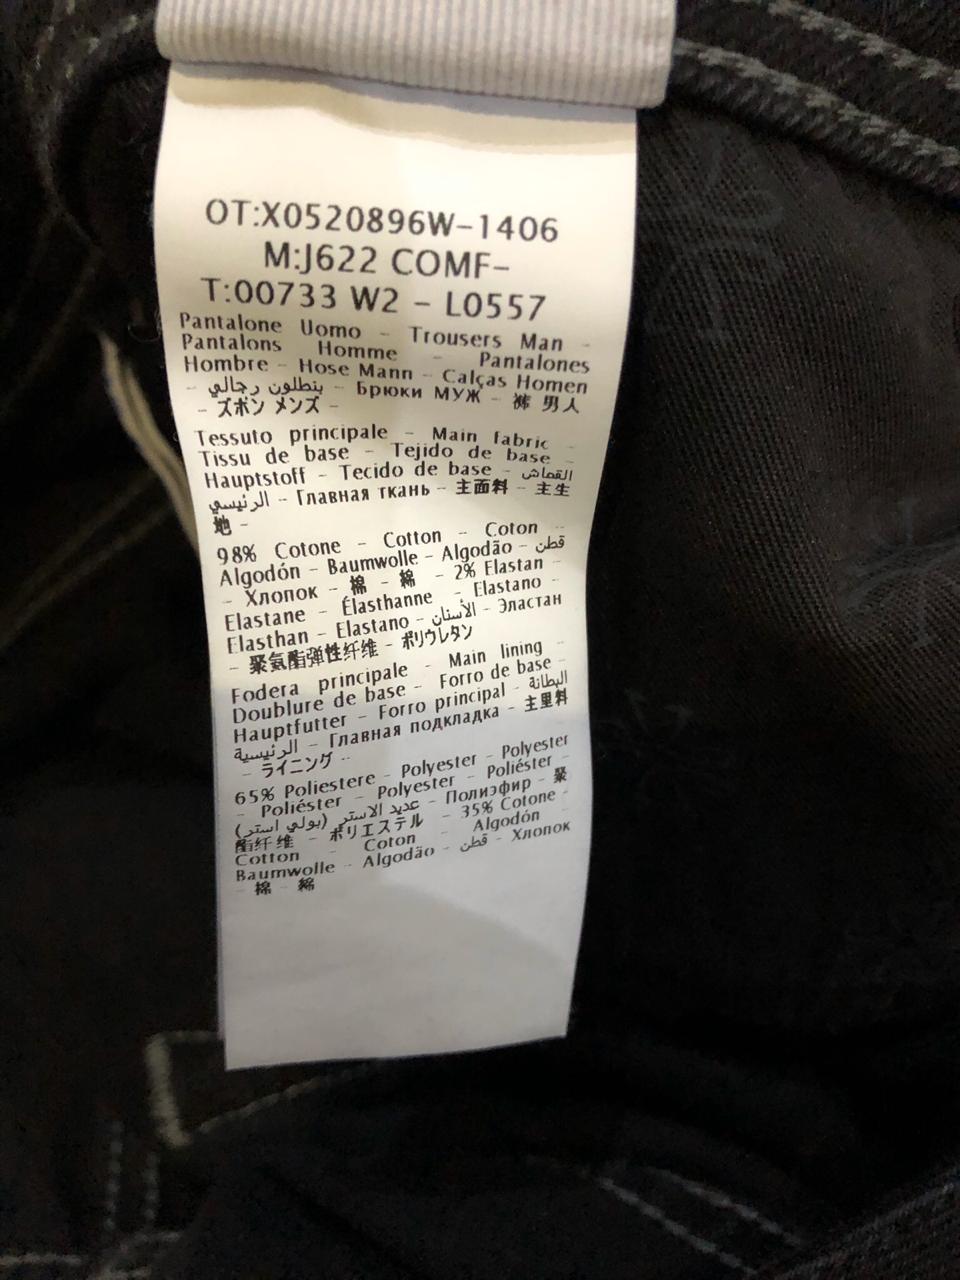 OT:X0520896W-1406
M:J622 COMF-
T:00733 W2 - L0557
Pantalone Uomo - Trousers Man -
Pantalons Homme - Pantalones
Hombre - Hose Mann - Calças Homen
- بنطلون رجالي - Брюки МУЖ - 裤 男人
- ズボン メンズ -
Tessuto principale - Main fabric -
Tissu de base - Tejido de base -
Hauptstoff - Tecido de base - القماش
الرئيسي - Главная ткань - 主面料 - 主生
地 -
98% Cotone - Cotton - Coton -
Algodón - Baumwolle - Algodão - قطن
- Хлопок - 棉 - 綿 - 2% Elastan -
Elastane - Élasthanne - Elastano -
Elasthan - Elastano - الأستان - Эластан
- 聚氨酯弹性纤维 - ポリウレタン
Fodera principale - Main lining -
Doublure de base - Forro de base -
Hauptfutter - Forro principal - البطانة
الرئيسية - Главная подкладка - 主里料
- ライニング -
65% Poliestere - Polyester - Polyester
- Poliéster - Polyester - Poliéster -
عديد الاستر (بولي استر) - Полиэфир - 聚
酯纤维 - ポリエステル - 35% Cotone -
Cotton - Coton - Algodón -
Baumwolle - Algodão - قطن - Хлопок
- 棉 - 綿